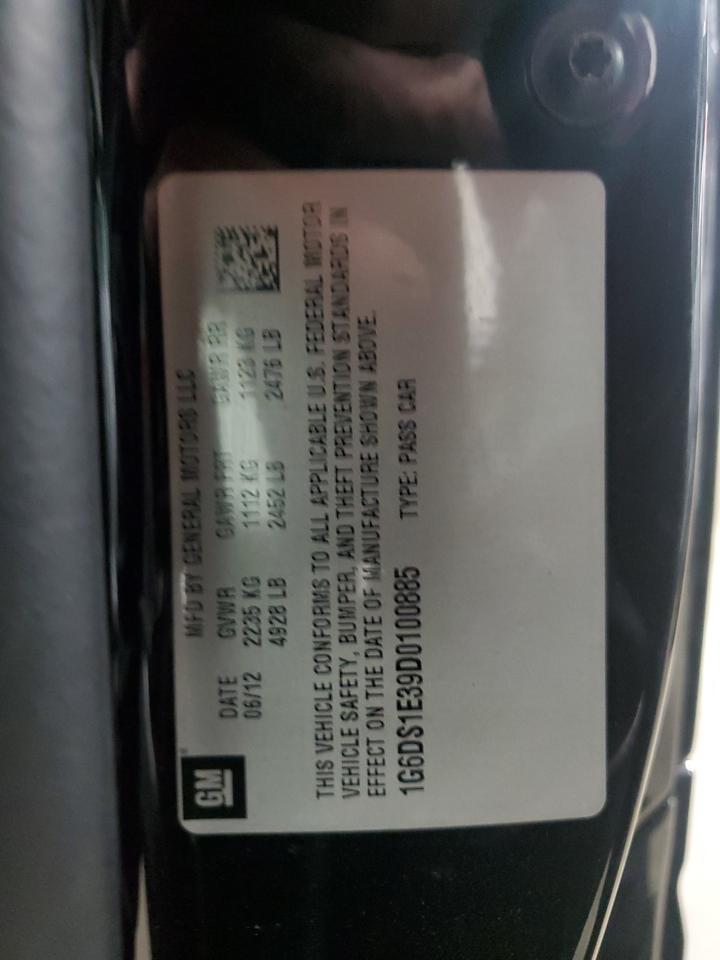 GM
MFD BY GENERAL MOTORS LLC
DATE GVWR GAWR FRT GAWR RR
06/12 2235 KG 1112 KG 1123 KG
4928 LB 2452 LB 2476 LB
THIS VEHICLE CONFORMS TO ALL APPLICABLE U.S. FEDERAL MOTOR
VEHICLE SAFETY, BUMPER, AND THEFT PREVENTION STANDARDS IN
EFFECT ON THE DATE OF MANUFACTURE SHOWN ABOVE.
1G6DS1E39D0100885 TYPE: PASS CAR